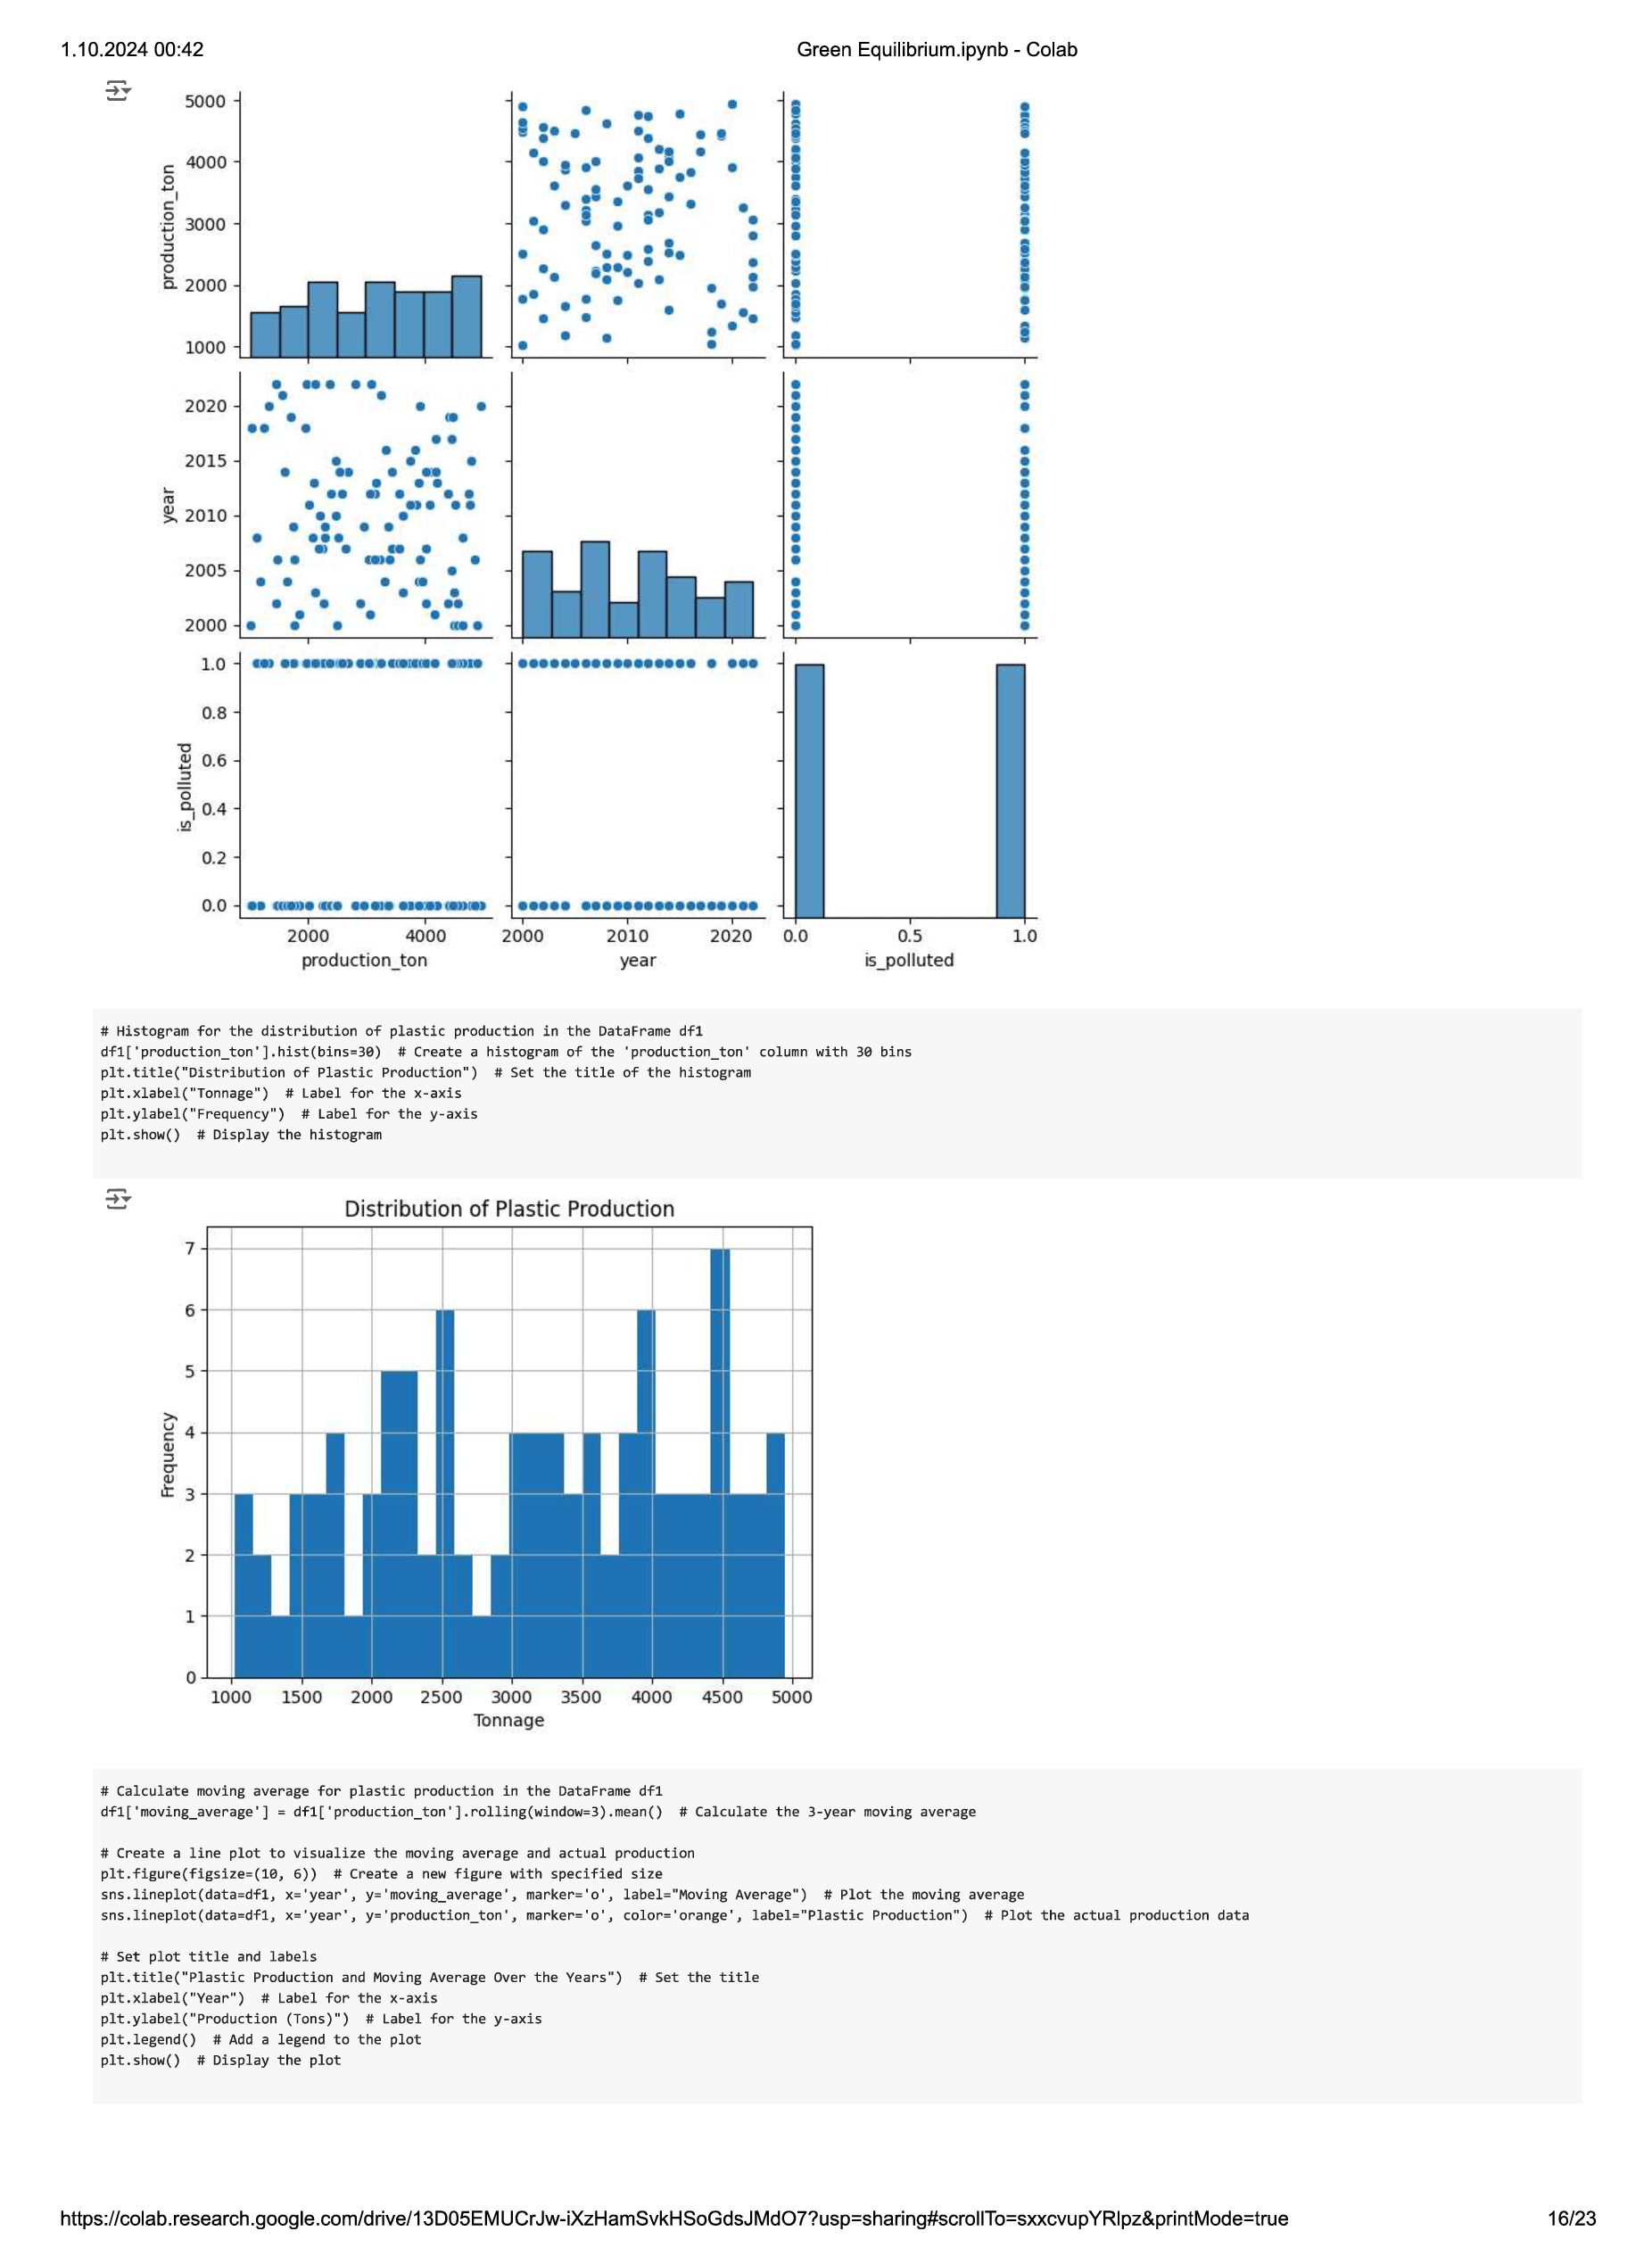 1.10.2024 00:42
Green Equilibrium.ipynb - Colab
5000
4000
3000
2000
1000
production_ton
2020
2015
2010
2005
2000
year
1.0
0.8
0.6
0.4
0.2
0.0
is_polluted
2000 4000
production_ton
2000 2010 2020
year
0.0 0.5 1.0
is_polluted
# Histogram for the distribution of plastic production in the DataFrame df1
df1['production_ton'].hist(bins=30)  # Create a histogram of the 'production_ton' column with 30 bins
plt.title("Distribution of Plastic Production")  # Set the title of the histogram
plt.xlabel("Tonnage")  # Label for the x-axis
plt.ylabel("Frequency")  # Label for the y-axis
plt.show()  # Display the histogram
Distribution of Plastic Production
7
6
5
4
3
2
1
0
Frequency
1000 1500 2000 2500 3000 3500 4000 4500 5000
Tonnage
# Calculate moving average for plastic production in the DataFrame df1
df1['moving_average'] = df1['production_ton'].rolling(window=3).mean()  # Calculate the 3-year moving average
# Create a line plot to visualize the moving average and actual production
plt.figure(figsize=(10, 6))  # Create a new figure with specified size
sns.lineplot(data=df1, x='year', y='moving_average', marker='o', label="Moving Average")  # Plot the moving average
sns.lineplot(data=df1, x='year', y='production_ton', marker='o', color='orange', label="Plastic Production")  # Plot the actual production data
# Set plot title and labels
plt.title("Plastic Production and Moving Average Over the Years")  # Set the title
plt.xlabel("Year")  # Label for the x-axis
plt.ylabel("Production (Tons)")  # Label for the y-axis
plt.legend()  # Add a legend to the plot
plt.show()  # Display the plot
https://colab.research.google.com/drive/13D05EMUCrJw-iXzHamSvkHSoGdsJMdO7?usp=sharing#scrollTo=sxxcvupYRlpz&printMode=true
16/23